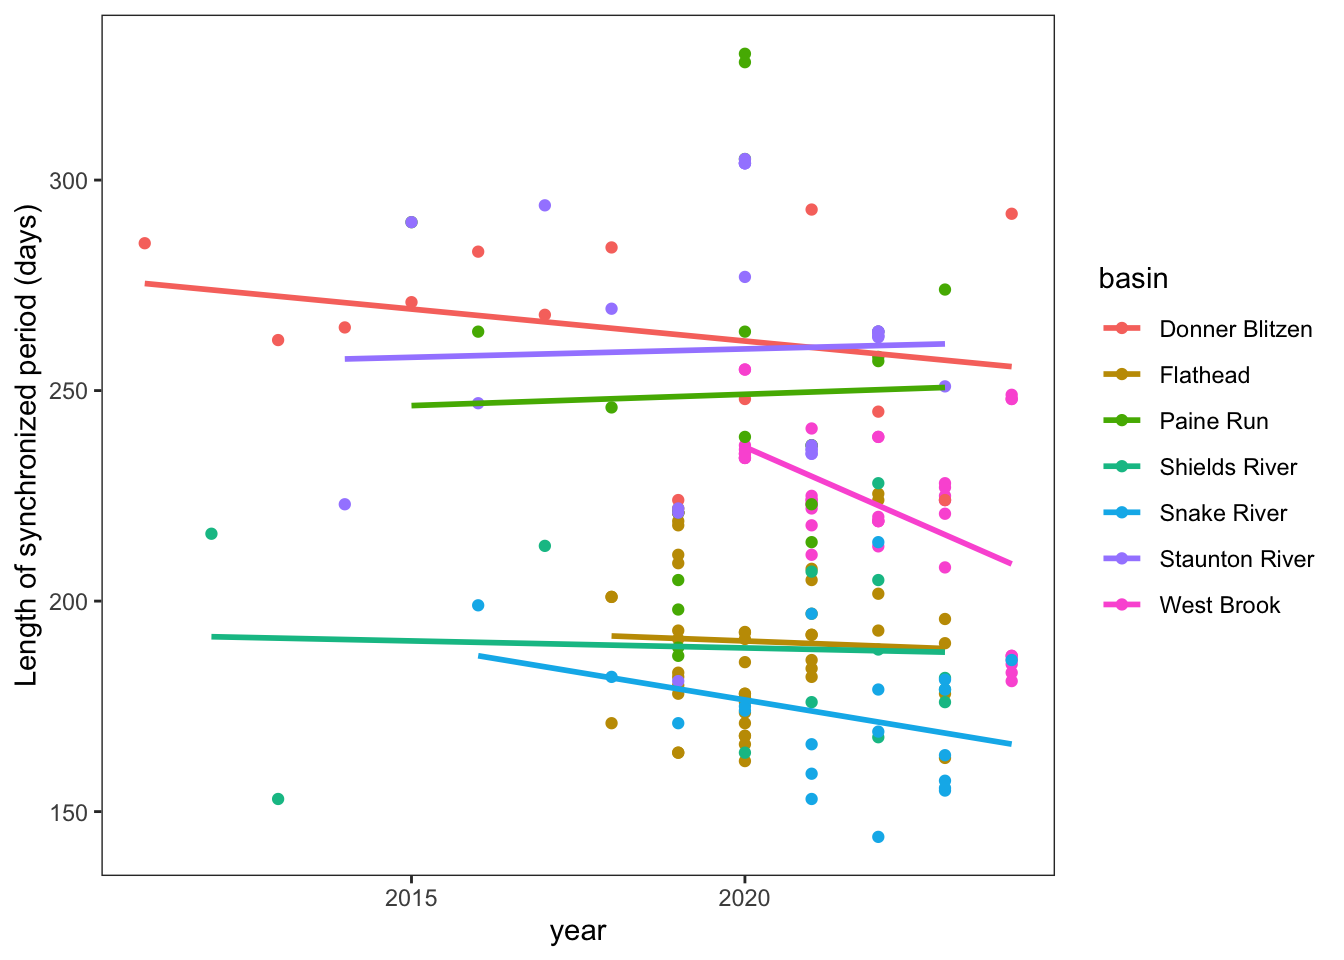 Length of synchronized period (days)
300
250
200
150
2015
2020
year
basin
Donner Blitzen
Flathead
Paine Run
Shields River
Snake River
Staunton River
West Brook